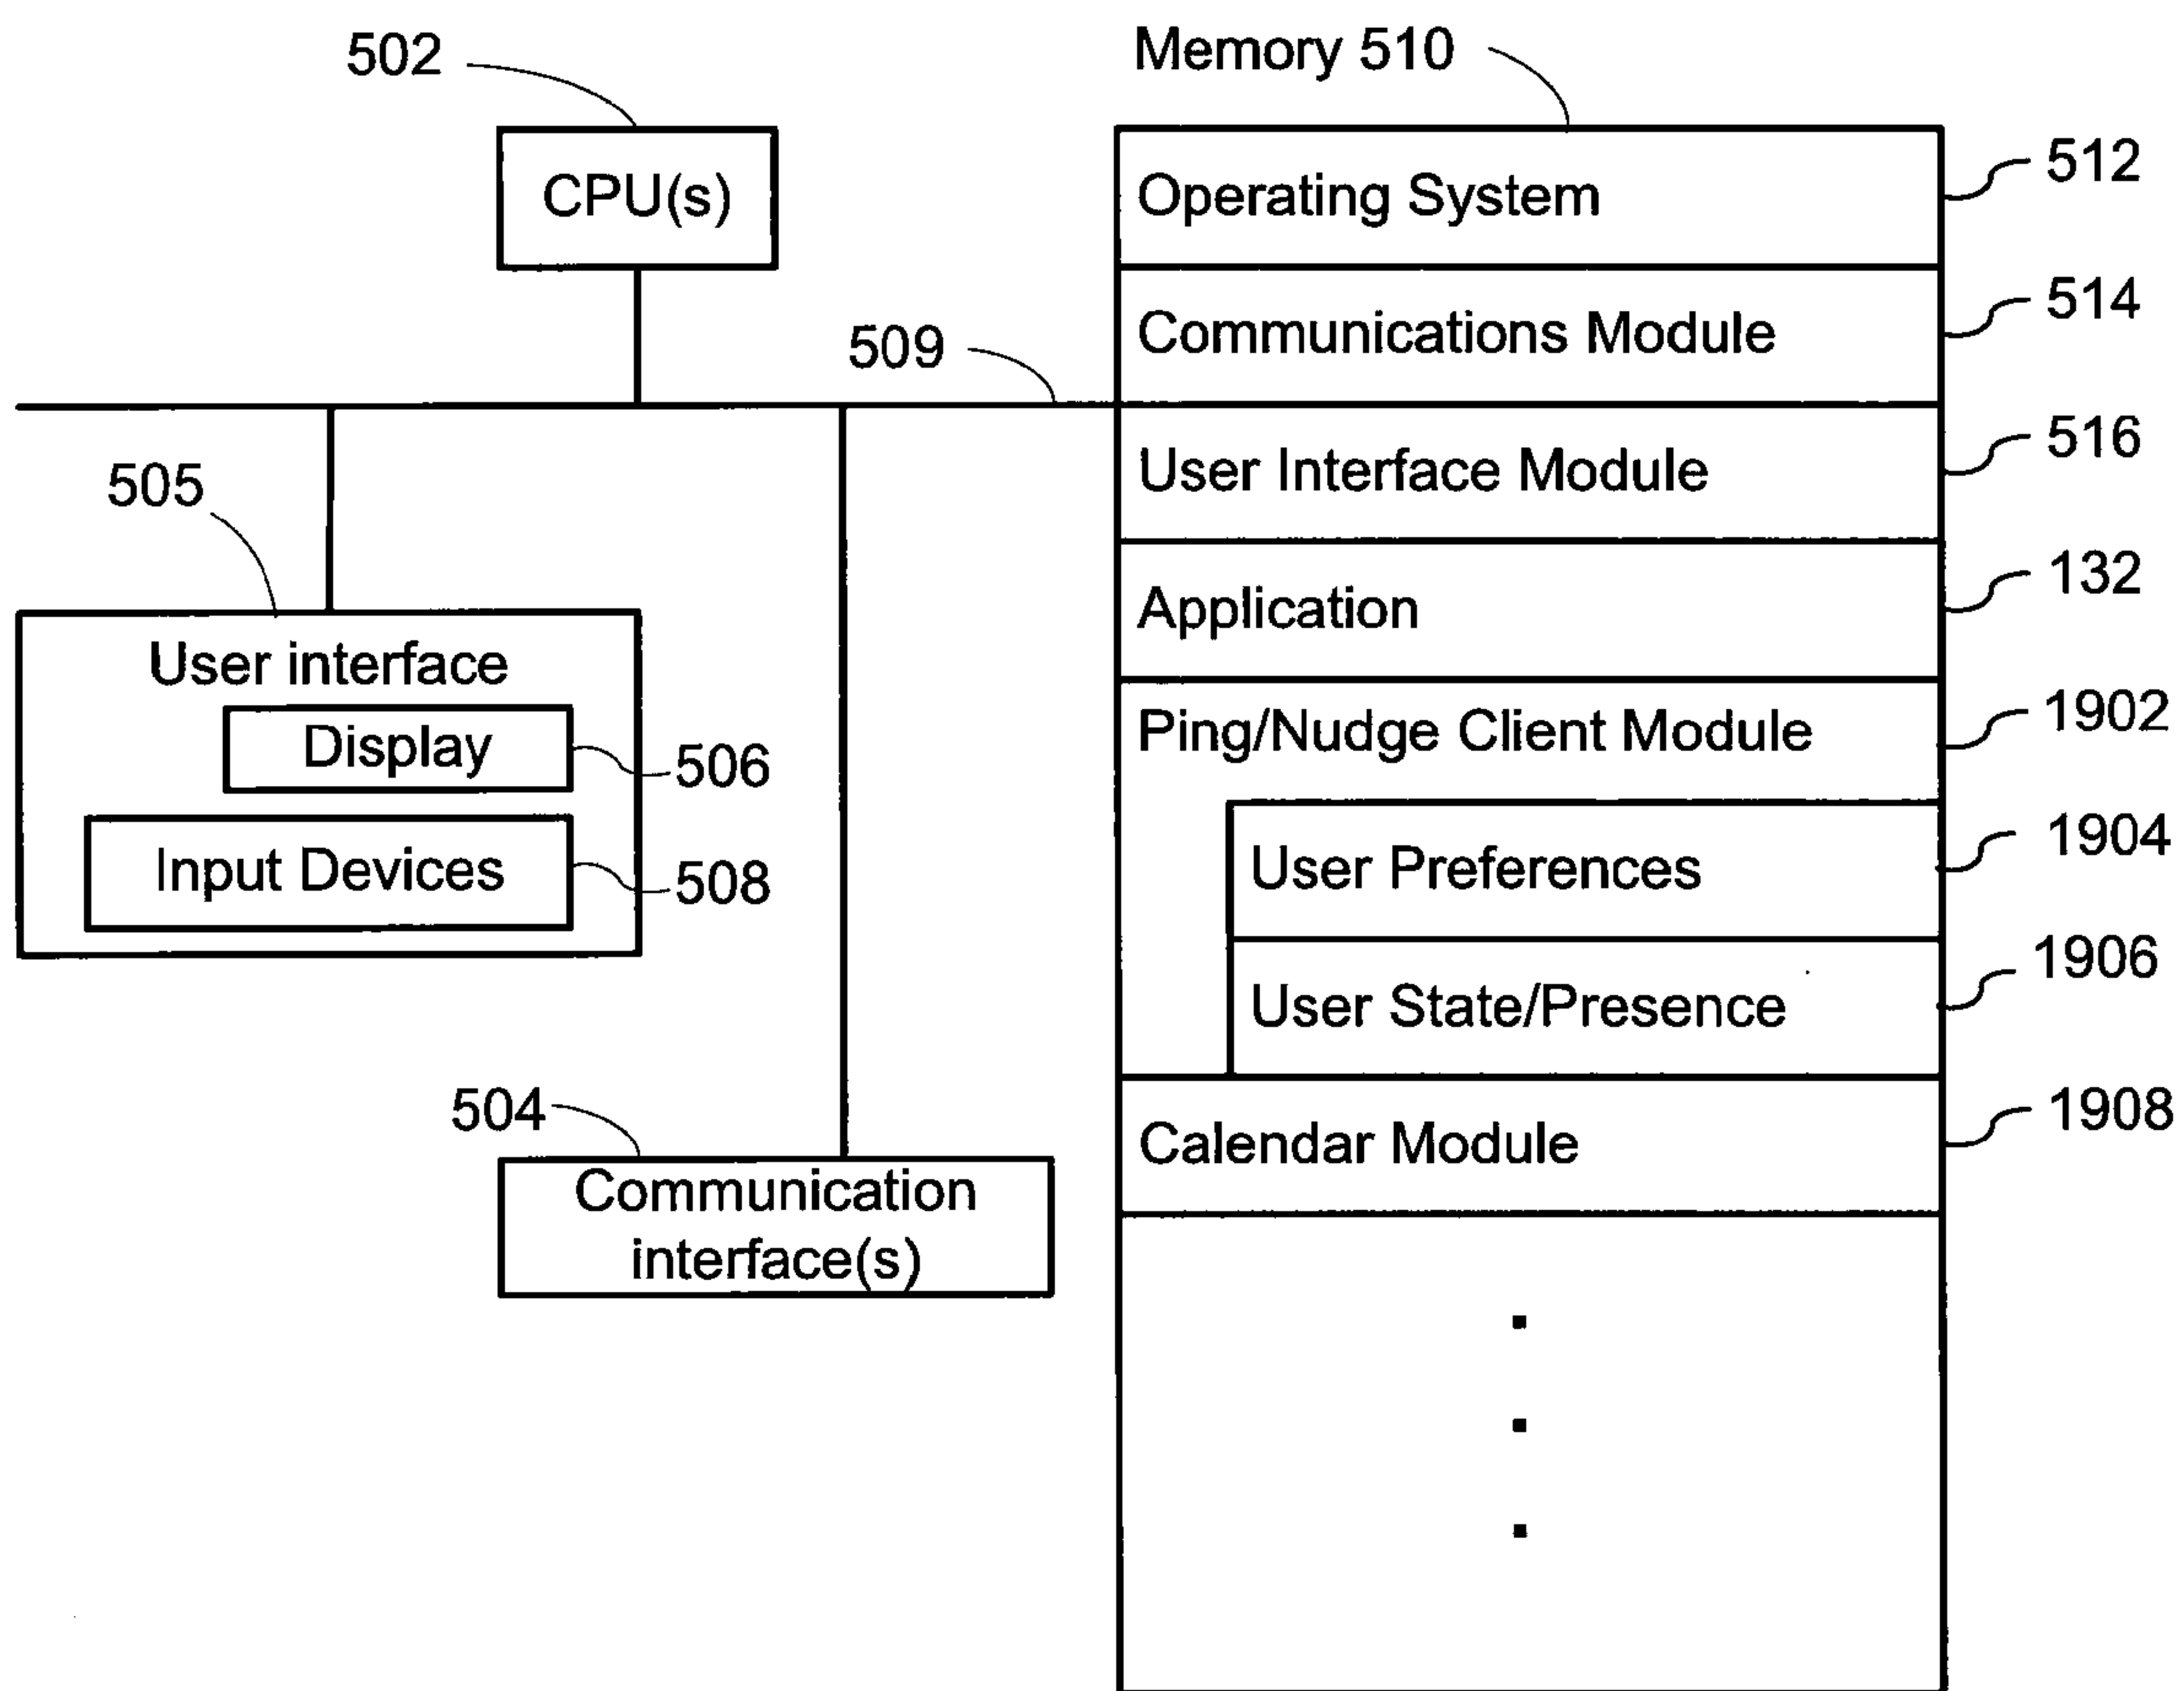 502
CPU(s)
509
505
User interface
Display
506
Input Devices
508
504
Communication
interface(s)
Memory 510
Operating System
512
Communications Module
514
User Interface Module
516
Application
132
Ping/Nudge Client Module
1902
User Preferences
1904
User State/Presence
1906
Calendar Module
1908